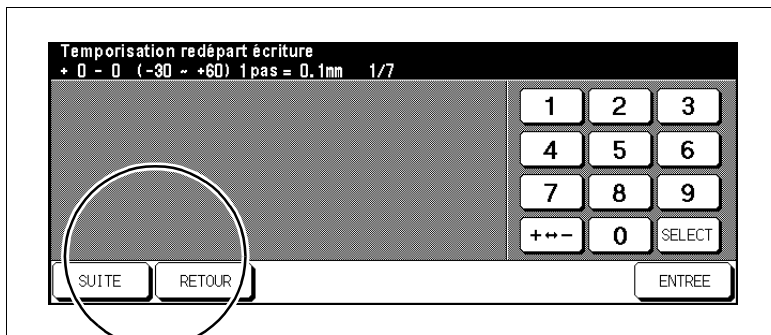 Temporisation redépart écriture
+ 0 - 0 (-30 ~ +60) 1 pas = 0.1mm 1/7
1 2 3
4 5 6
7 8 9
+↔- 0 SELECT
SUITE RETOUR ENTREE